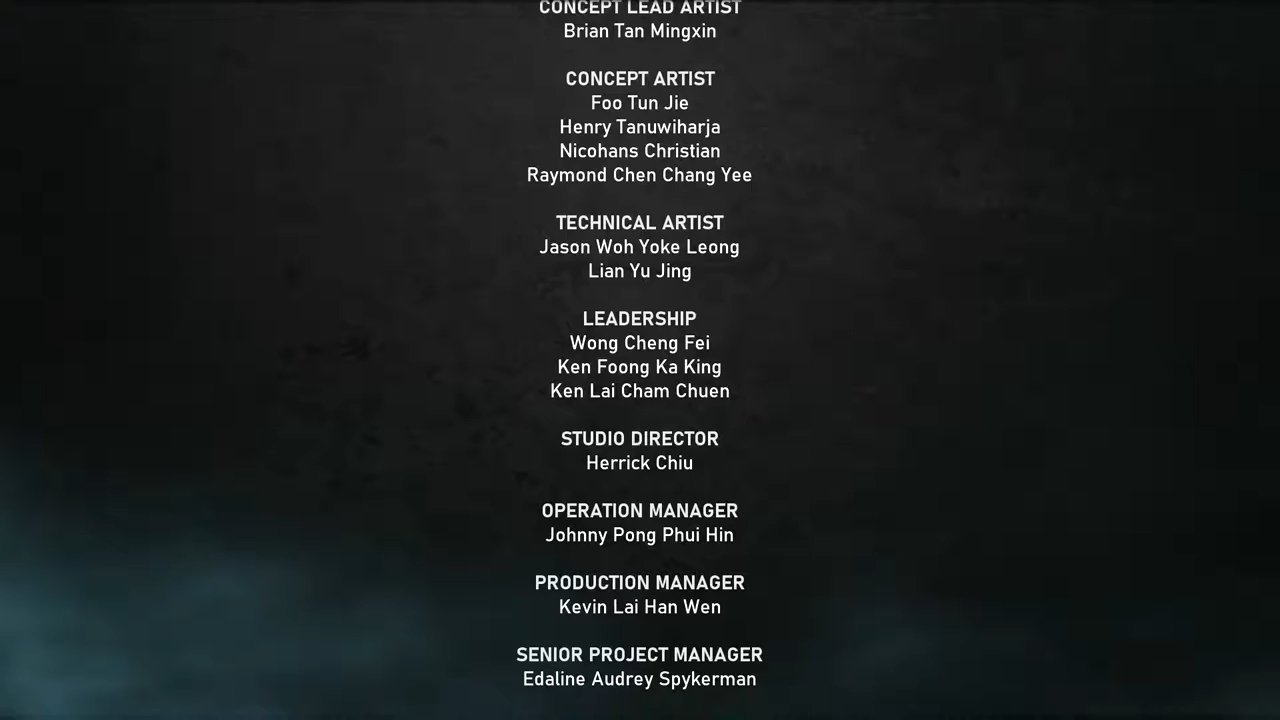 CONCEPT LEAD ARTIST
Brian Tan Mingxin
CONCEPT ARTIST
Foo Tun Jie
Henry Tanuwiharja
Nicohans Christian
Raymond Chen Chang Yee
TECHNICAL ARTIST
Jason Woh Yoke Leong
Lian Yu Jing
LEADERSHIP
Wong Cheng Fei
Ken Foong Ka King
Ken Lai Cham Chuen
STUDIO DIRECTOR
Herrick Chiu
OPERATION MANAGER
Johnny Pong Phui Hin
PRODUCTION MANAGER
Kevin Lai Han Wen
SENIOR PROJECT MANAGER
Edaline Audrey Spykerman